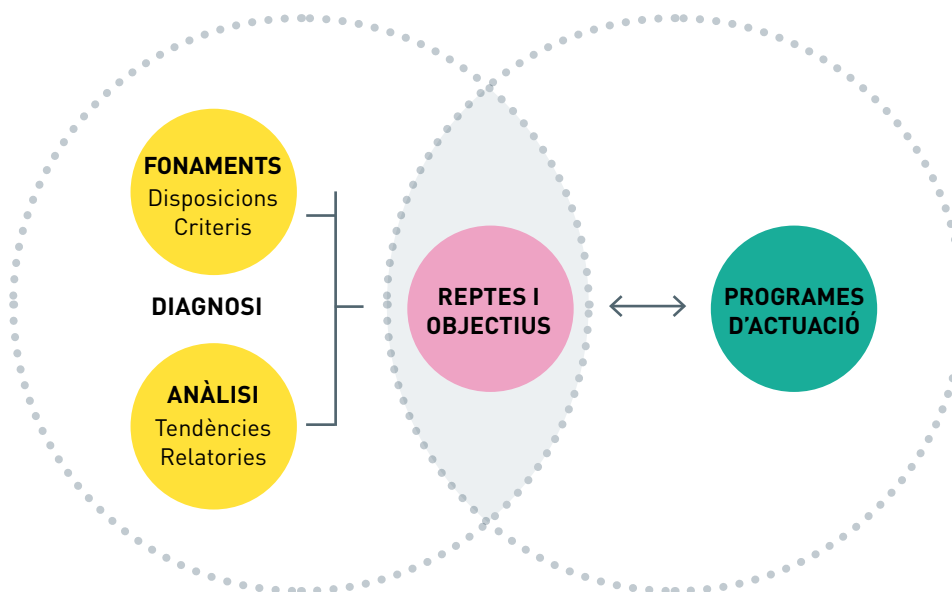 FONAMENTS
Disposicions
Criteris
DIAGNOSI
ANÀLISI
Tendències
Relatories
REPTES I
OBJECTIUS
PROGRAMES
D'ACTUACIÓ